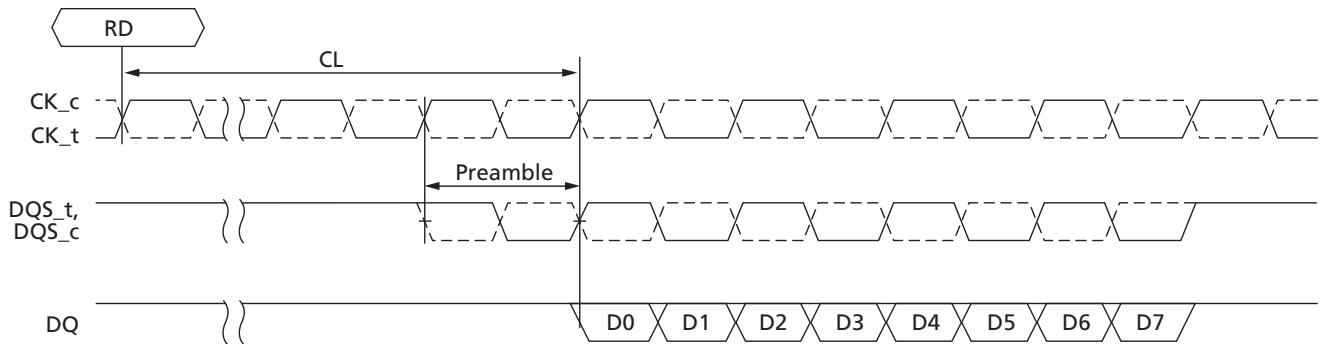 RD
CL
CK_c
CK_t
Preamble
DQS_t,
DQS_c
DQ D0 D1 D2 D3 D4 D5 D6 D7